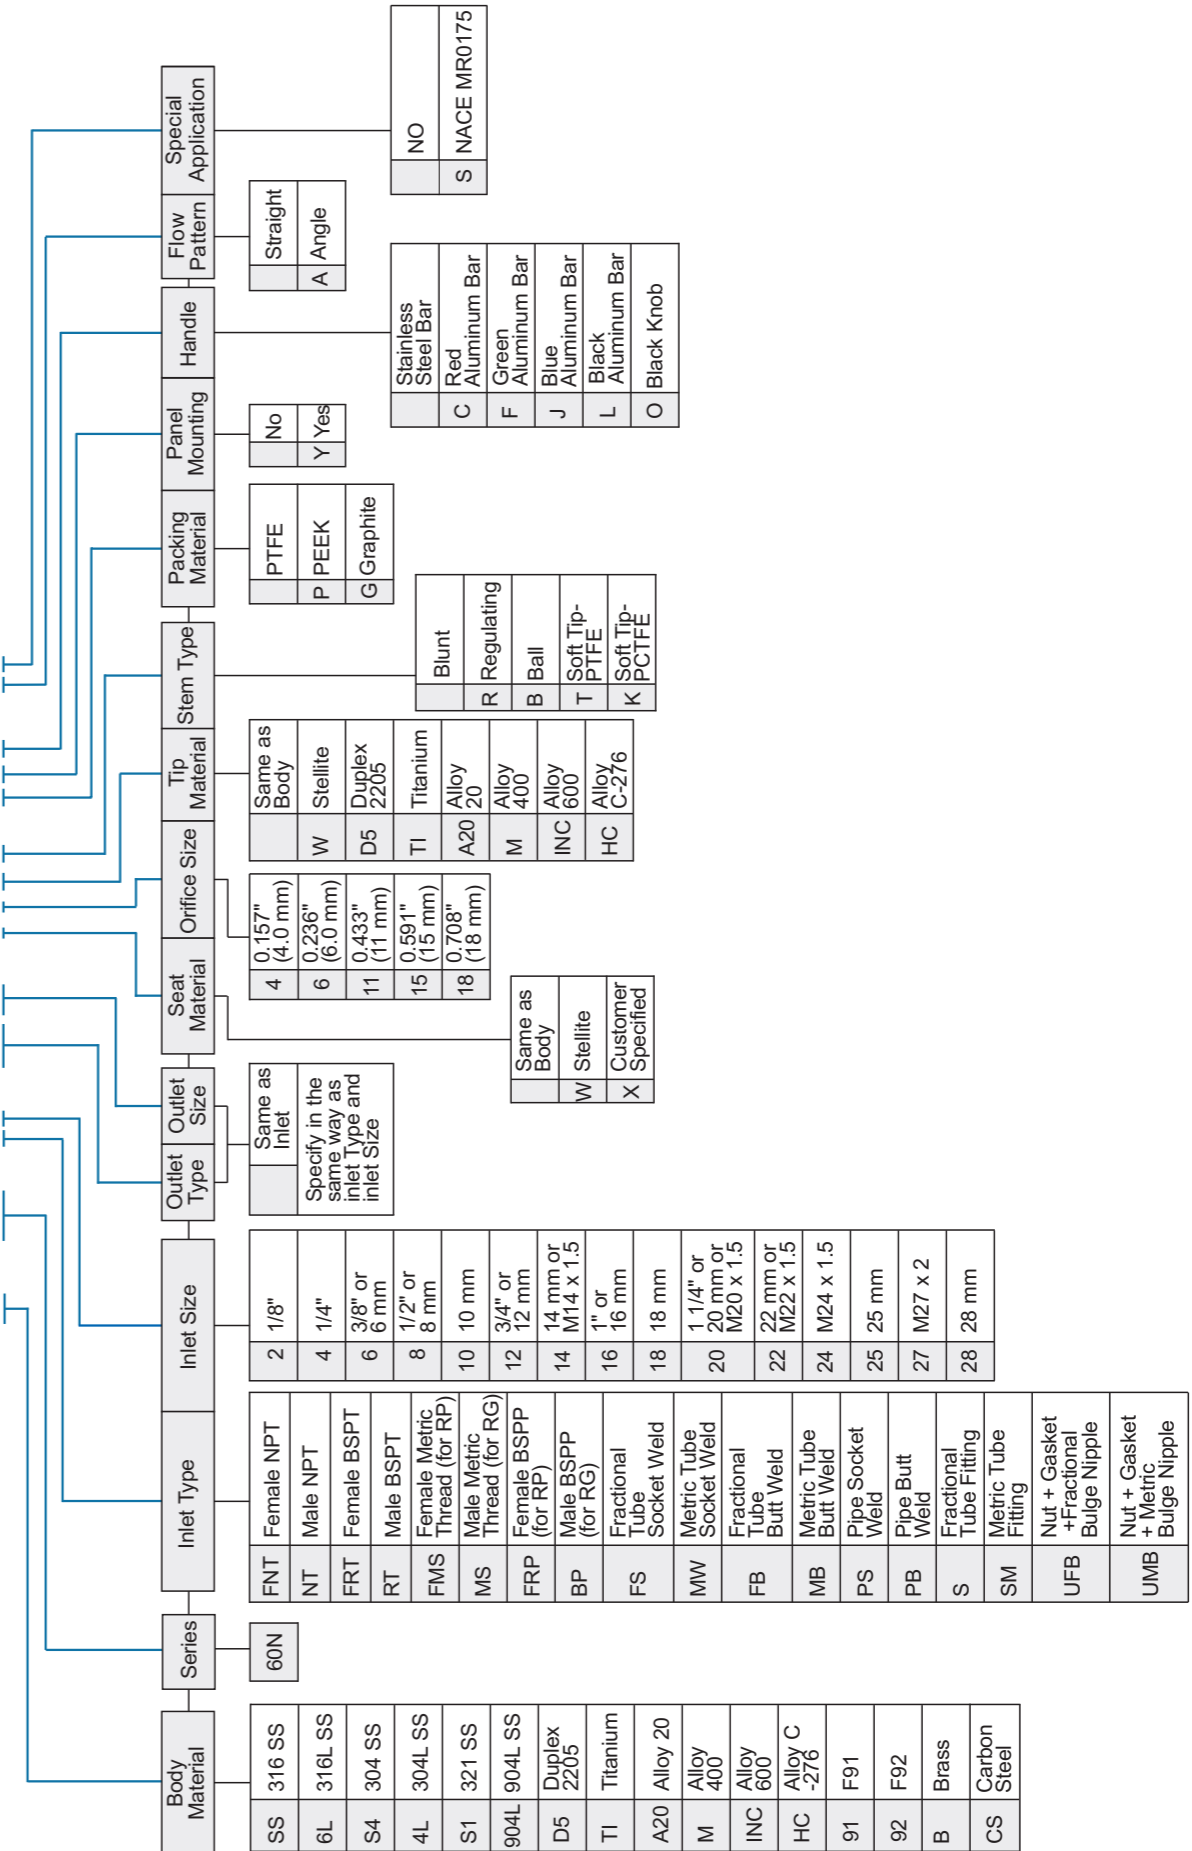 Body
Material
SS 316 SS
6L 316L SS
S4 304 SS
4L 304L SS
S1 321 SS
904L 904L SS
D5 Duplex
2205
TI Titanium
A20 Alloy 20
M Alloy
400
INC Alloy
600
HC Alloy C
-276
91 F91
92 F92
B Brass
CS Carbon
Steel
Series
60N
Inlet Type
FNT Female NPT
NT Male NPT
FRT Female BSPT
RT Male BSPT
FMS Female Metric
Thread (for RP)
MS Male Metric
Thread (for RG)
FRP Female BSPP
(for RP)
BP Male BSPP
(for RG)
FS Fractional
Tube
Socket Weld
MW Metric Tube
Socket Weld
FB Fractional
Tube
Butt Weld
MB Metric Tube
Butt Weld
PS Pipe Socket
Weld
PB Pipe Butt
Weld
S Fractional
Tube Fitting
SM Metric Tube
Fitting
UFB Nut + Gasket
+Fractional
Bulge Nipple
UMB Nut + Gasket
+ Metric
Bulge Nipple
Inlet Size
2 1/8"
4 1/4"
6 3/8" or
6 mm
8 1/2" or
8 mm
10 10 mm
12 3/4" or
12 mm
14 14 mm or
M14 x 1.5
16 1" or
16 mm
18 18 mm
20 1 1/4" or
20 mm or
M20 x 1.5
22 22 mm or
M22 x 1.5
24 M24 x 1.5
25 25 mm
27 M27 x 2
28 28 mm
Outlet
Type
Outlet
Size
Same as
Inlet
Specify in the
same way as
inlet Type and
inlet Size
Seat
Material
Same as
Body
W Stellite
X Customer
Specified
Orifice Size
4 0.157"
(4.0 mm)
6 0.236"
(6.0 mm)
11 0.433"
(11 mm)
15 0.591"
(15 mm)
18 0.708"
(18 mm)
Tip
Material
Same as
Body
W Stellite
D5 Duplex
2205
TI Titanium
A20 Alloy
20
M Alloy
400
INC Alloy
600
HC Alloy
C-276
Stem Type
Blunt
R Regulating
B Ball
T Soft Tip-
PTFE
K Soft Tip-
PCTFE
Packing
Material
PTFE
P PEEK
G Graphite
Panel
Mounting
No
Y Yes
Handle
Stainless
Steel Bar
C Red
Aluminum Bar
F Green
Aluminum Bar
J Blue
Aluminum Bar
L Black
Aluminum Bar
O Black Knob
Flow
Pattern
Straight
A Angle
Special
Application
NO
S NACE MR0175